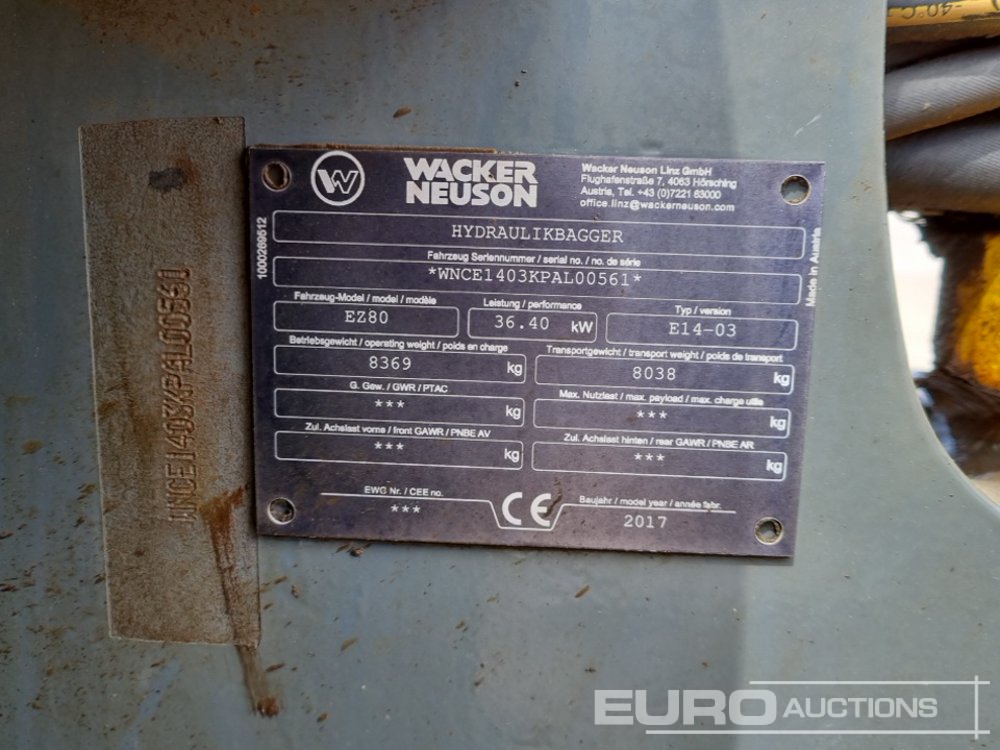 -40°C
WNCE1403KPAL00561
1000269612
W
WACKER
NEUSON
Wacker Neuson Linz GmbH
Flughafenstraße 7, 4063 Hörsching
Austria, Tel. +43 (0)7221 63000
office.linz@wackerneuson.com
HYDRAULIKBAGGER
Fahrzeug Seriennummer / serial no. / no. de série
*WNCE1403KPAL00561*
Made in Austria
Fahrzeug-Model / model / modèle
Leistung / performance
Typ / version
EZ80
36.40 kW
E14-03
Betriebsgewicht / operating weight / poids en charge
Transportgewicht / transport weight / poids de transport
8369 kg
8038 kg
G. Gew. / GWR / PTAC
Max. Nutzlast / max. payload / max. charge utile
*** kg
*** kg
Zul. Achslast vorne / front GAWR / PNBE AV
Zul. Achslast hinten / rear GAWR / PNBE AR
*** kg
*** kg
EWG Nr. / CEE no.
CE
Baujahr / model year / année fabr.
***
2017
EURO AUCTIONS